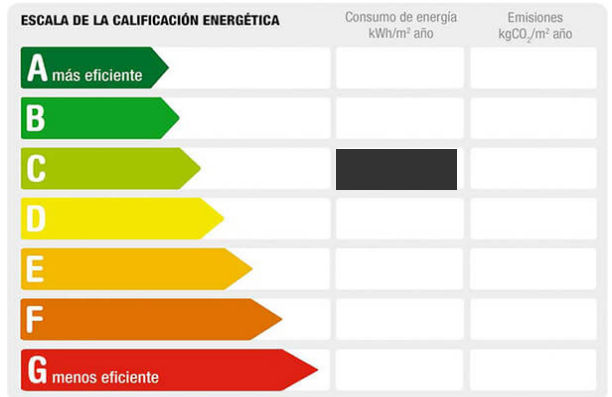 ESCALA DE LA CALIFICACIÓN ENERGÉTICA
Consumo de energía
kWh/m² año
Emisiones
kgCO₂/m² año
A más eficiente
B
C
D
E
F
G menos eficiente